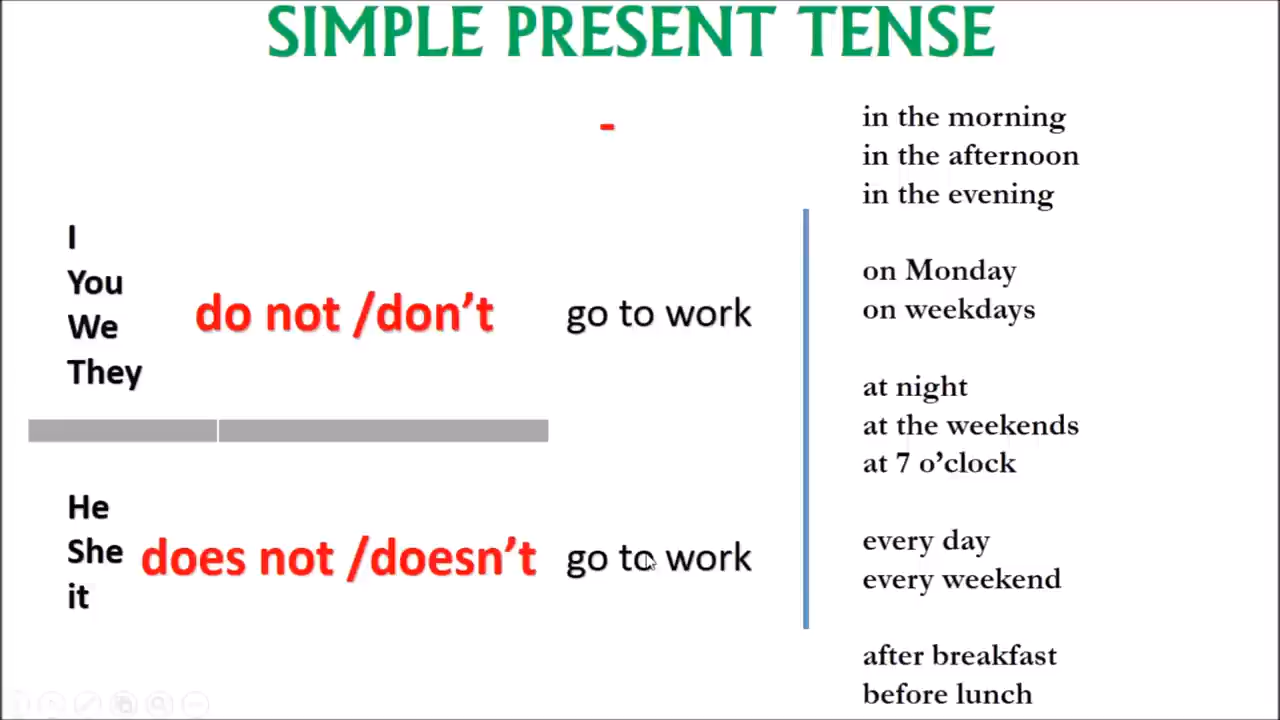 SIMPLE PRESENT TENSE
-
I
You
We
They
do not /don't
go to work
He
She
it
does not /doesn't
go to work
in the morning
in the afternoon
in the evening
on Monday
on weekdays
at night
at the weekends
at 7 o'clock
every day
every weekend
after breakfast
before lunch